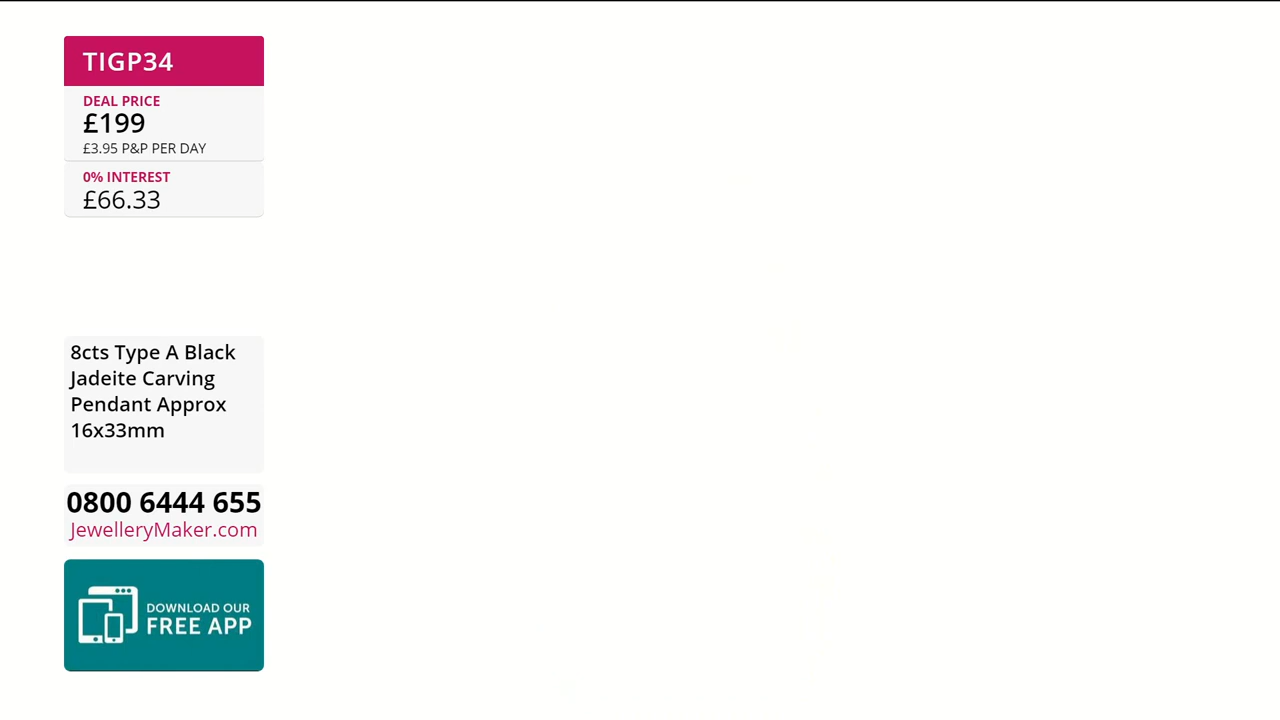 TIGP34
DEAL PRICE
£199
£3.95 P&P PER DAY
0% INTEREST
£66.33
8cts Type A Black
Jadeite Carving
Pendant Approx
16x33mm
0800 6444 655
JewelleryMaker.com
DOWNLOAD OUR
FREE APP